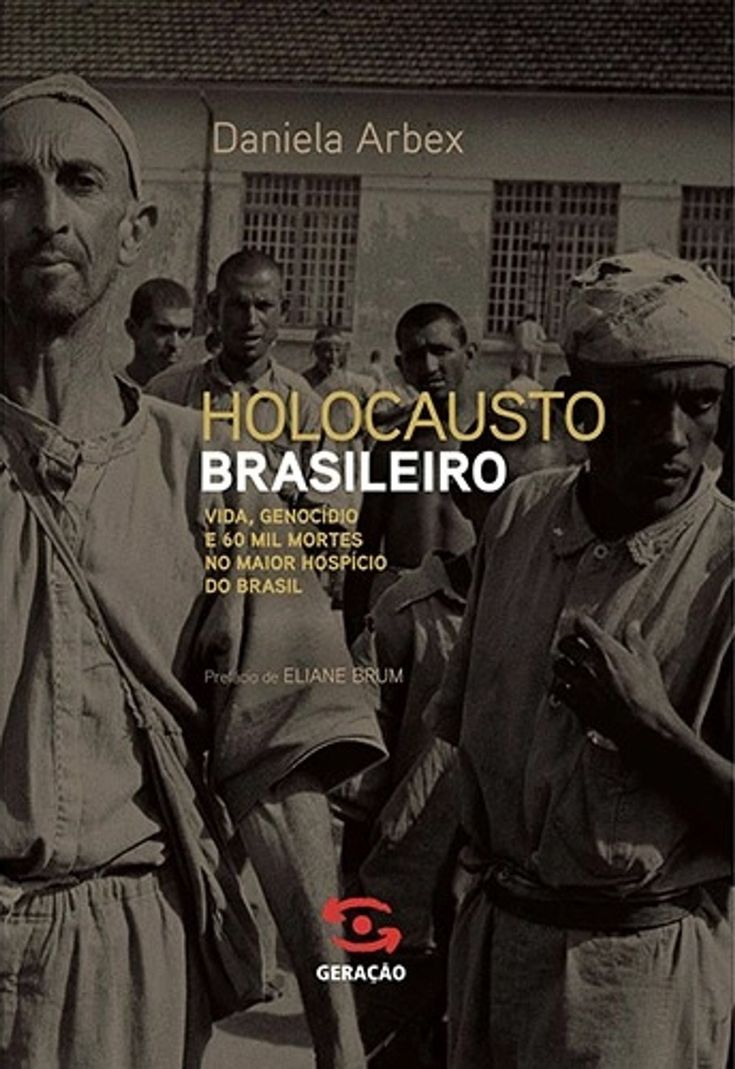 Daniela Arbex
HOLOCAUSTO
BRASILEIRO
VIDA, GENOCÍDIO
E 60 MIL MORTES
NO MAIOR HOSPÍCIO
DO BRASIL
Prefácio de ELIANE BRUM
GERAÇÃO